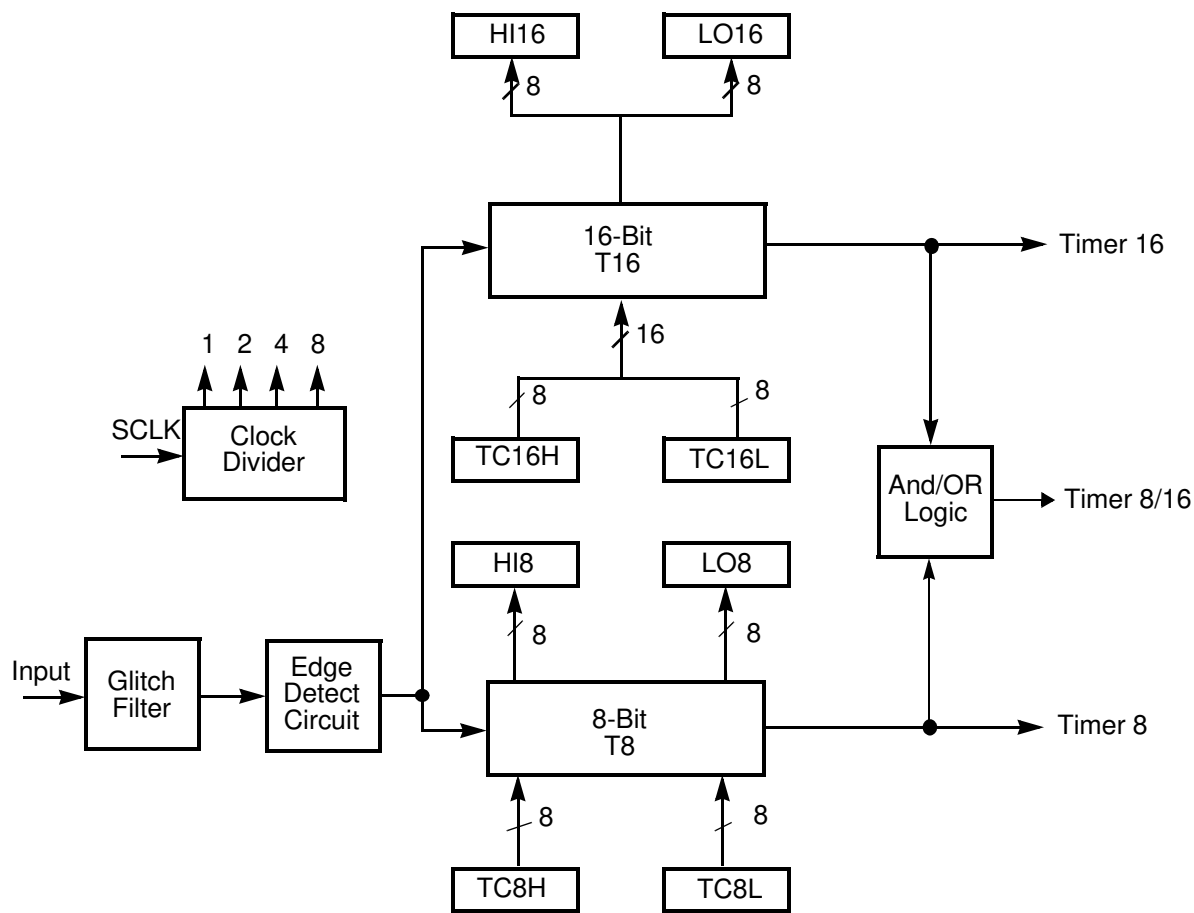 HI16
LO16
8
8
16-Bit
T16
Timer 16
16
1 2 4 8
8
8
SCLK
Clock
Divider
TC16H
TC16L
And/OR
Logic
Timer 8/16
HI8
LO8
8
8
Input
Glitch
Filter
Edge
Detect
Circuit
8-Bit
T8
Timer 8
8
8
TC8H
TC8L